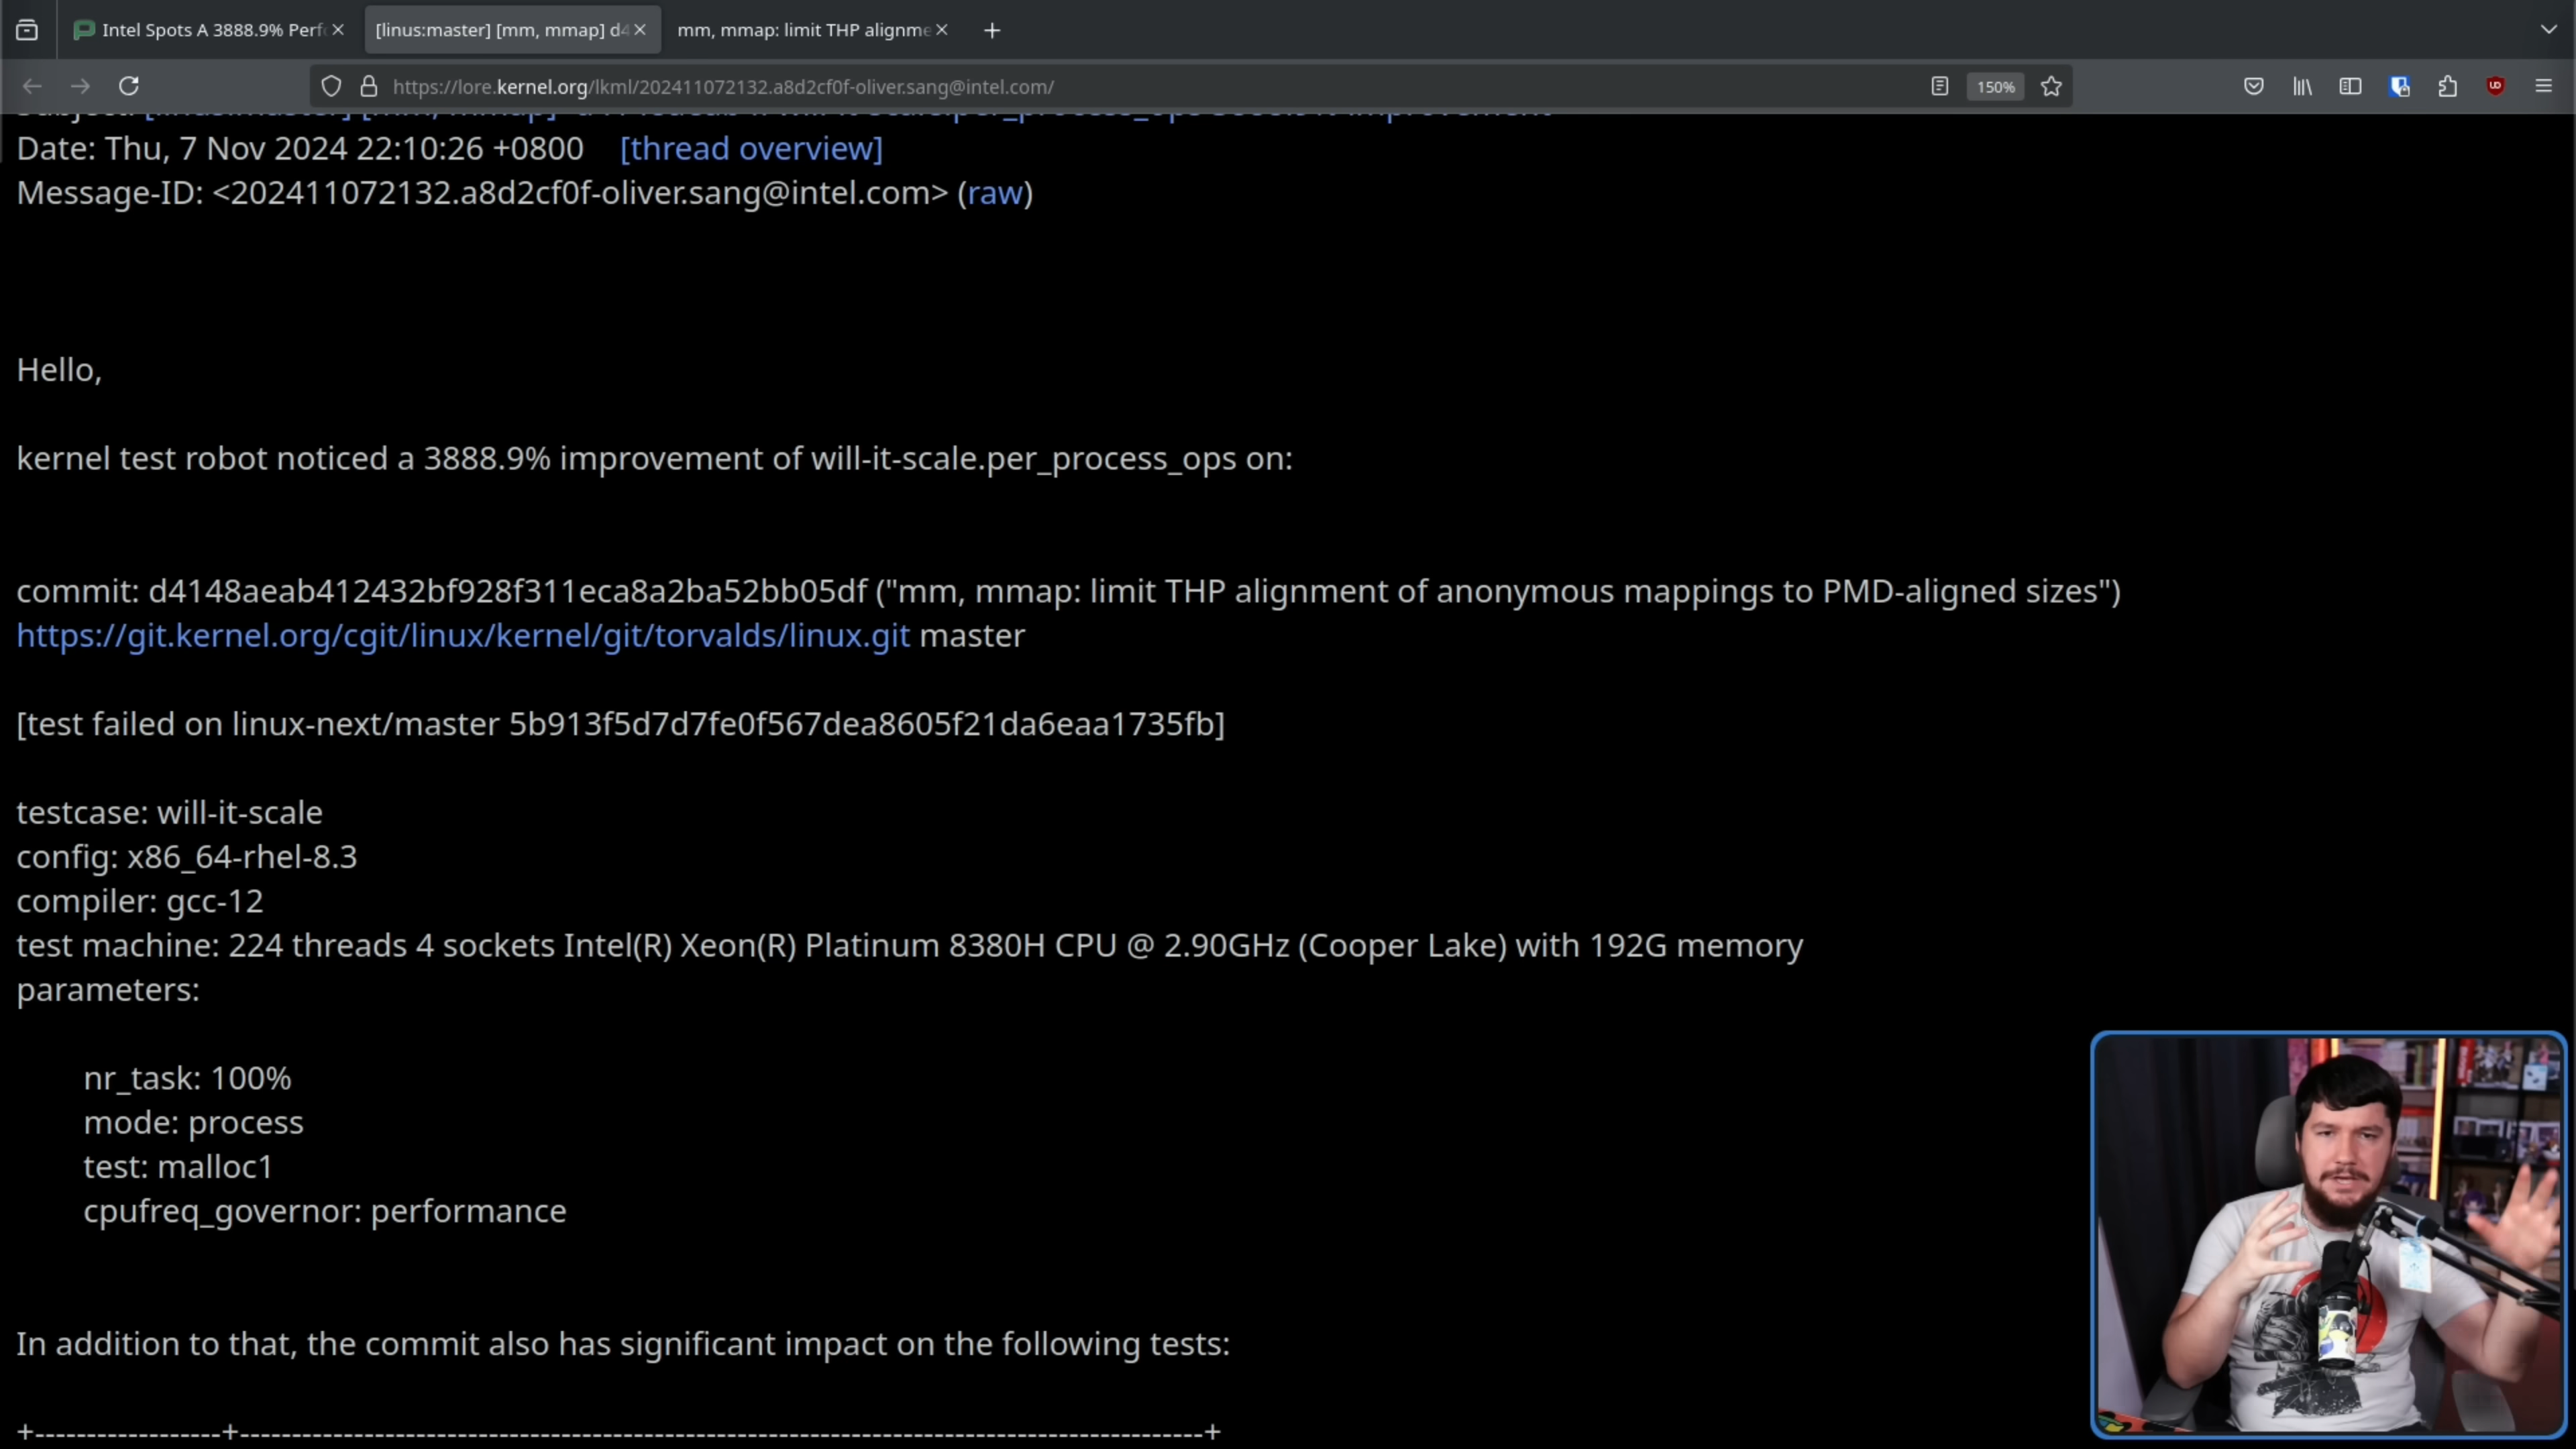 Intel Spots A 3888.9% Perf
[linus:master] [mm, mmap] d4
mm, mmap: limit THP alignme
https://lore.kernel.org/lkml/202411072132.a8d2cf0f-oliver.sang@intel.com/
150%
Date: Thu, 7 Nov 2024 22:10:26 +0800 [thread overview]
Message-ID: <202411072132.a8d2cf0f-oliver.sang@intel.com> (raw)
Hello,
kernel test robot noticed a 3888.9% improvement of will-it-scale.per_process_ops on:
commit: d4148aeab412432bf928f311eca8a2ba52bb05df ("mm, mmap: limit THP alignment of anonymous mappings to PMD-aligned sizes")
https://git.kernel.org/cgit/linux/kernel/git/torvalds/linux.git master
[test failed on linux-next/master 5b913f5d7d7fe0f567dea8605f21da6eaa1735fb]
testcase: will-it-scale
config: x86_64-rhel-8.3
compiler: gcc-12
test machine: 224 threads 4 sockets Intel(R) Xeon(R) Platinum 8380H CPU @ 2.90GHz (Cooper Lake) with 192G memory
parameters:
nr_task: 100%
mode: process
test: malloc1
cpufreq_governor: performance
In addition to that, the commit also has significant impact on the following tests:
+------------------+----------------------------------------------------------------------------------------------------+